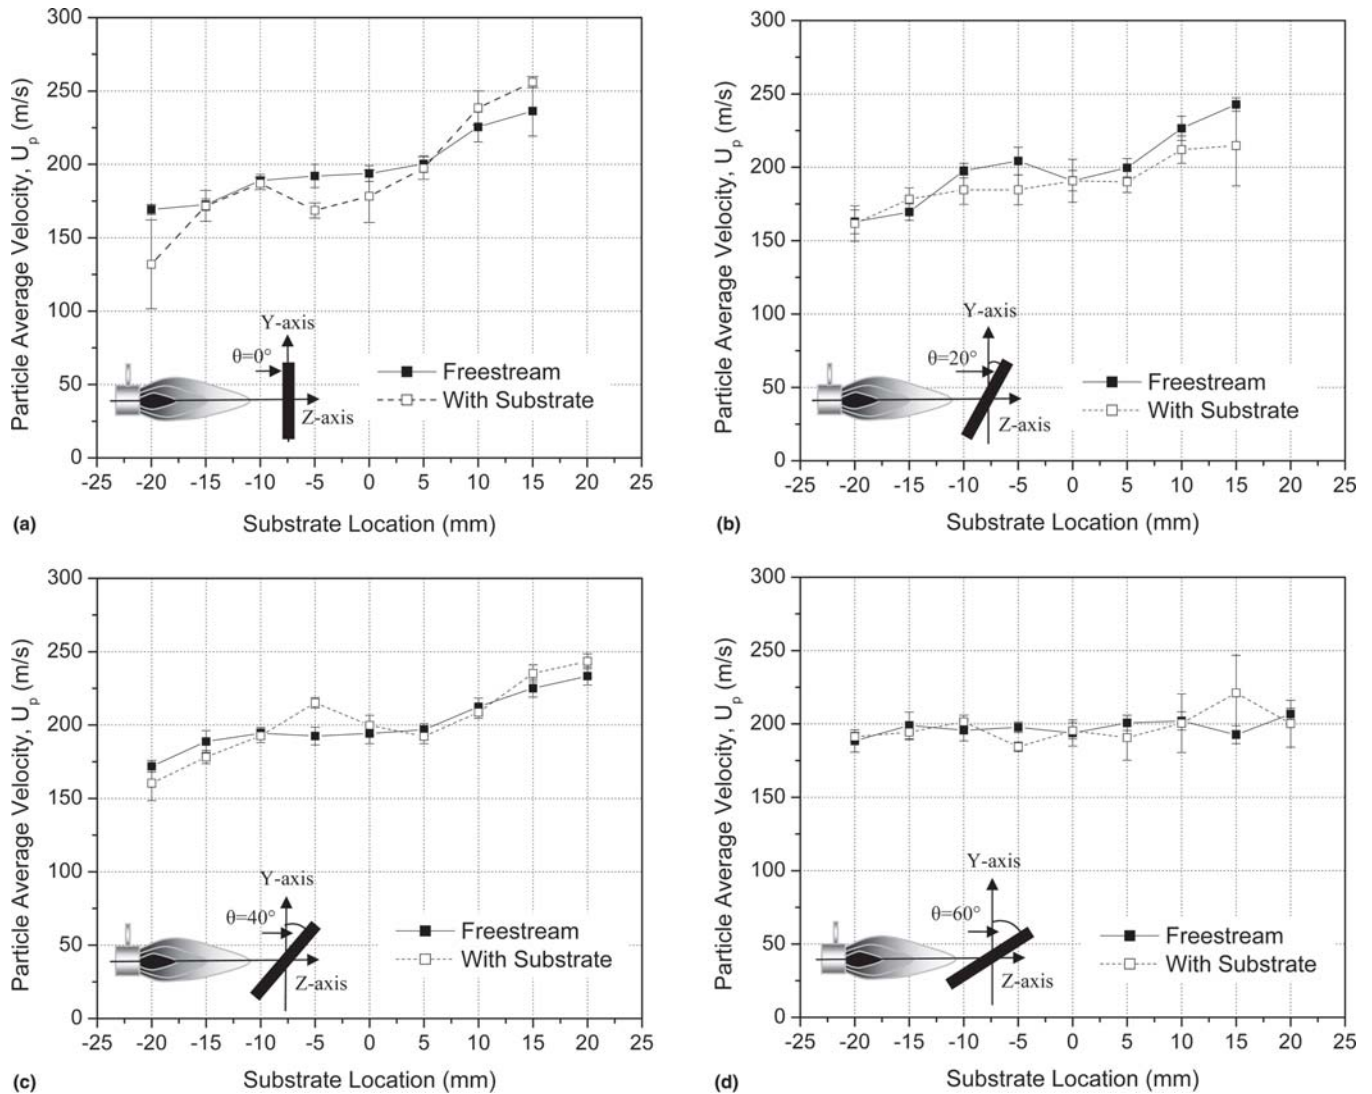 300
250
200
150
100
50
0
Particle Average Velocity, U_p (m/s)
Y-axis
θ=0°
Z-axis
Freestream
With Substrate
-25 -20 -15 -10 -5 0 5 10 15 20 25
Substrate Location (mm)
(a)
300
250
200
150
100
50
0
Particle Average Velocity, U_p (m/s)
Y-axis
θ=20°
Z-axis
Freestream
With Substrate
-25 -20 -15 -10 -5 0 5 10 15 20 25
Substrate Location (mm)
(b)
300
250
200
150
100
50
0
Particle Average Velocity, U_p (m/s)
Y-axis
θ=40°
Z-axis
Freestream
With Substrate
-25 -20 -15 -10 -5 0 5 10 15 20 25
Substrate Location (mm)
(c)
300
250
200
150
100
50
0
Particle Average Velocity, U_p (m/s)
Y-axis
θ=60°
Z-axis
Freestream
With Substrate
-25 -20 -15 -10 -5 0 5 10 15 20 25
Substrate Location (mm)
(d)